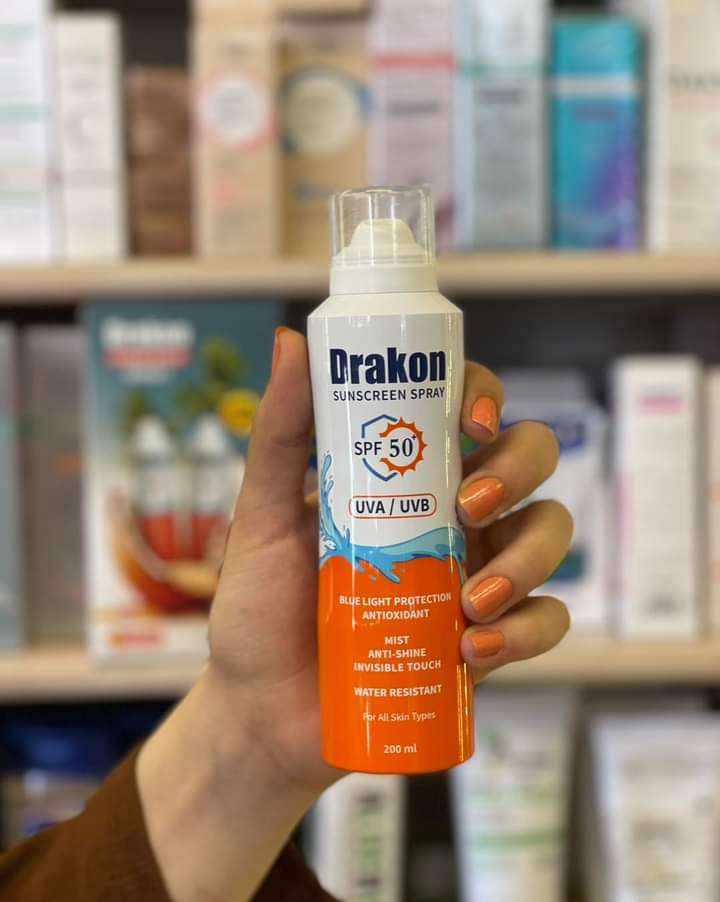 Drakon
SUNSCREEN SPRAY
SPF 50+
UVA / UVB
BLUE LIGHT PROTECTION
ANTIOXIDANT
MIST
ANTI-SHINE
INVISIBLE TOUCH
WATER RESISTANT
For All Skin Types
200 ml
Drakon